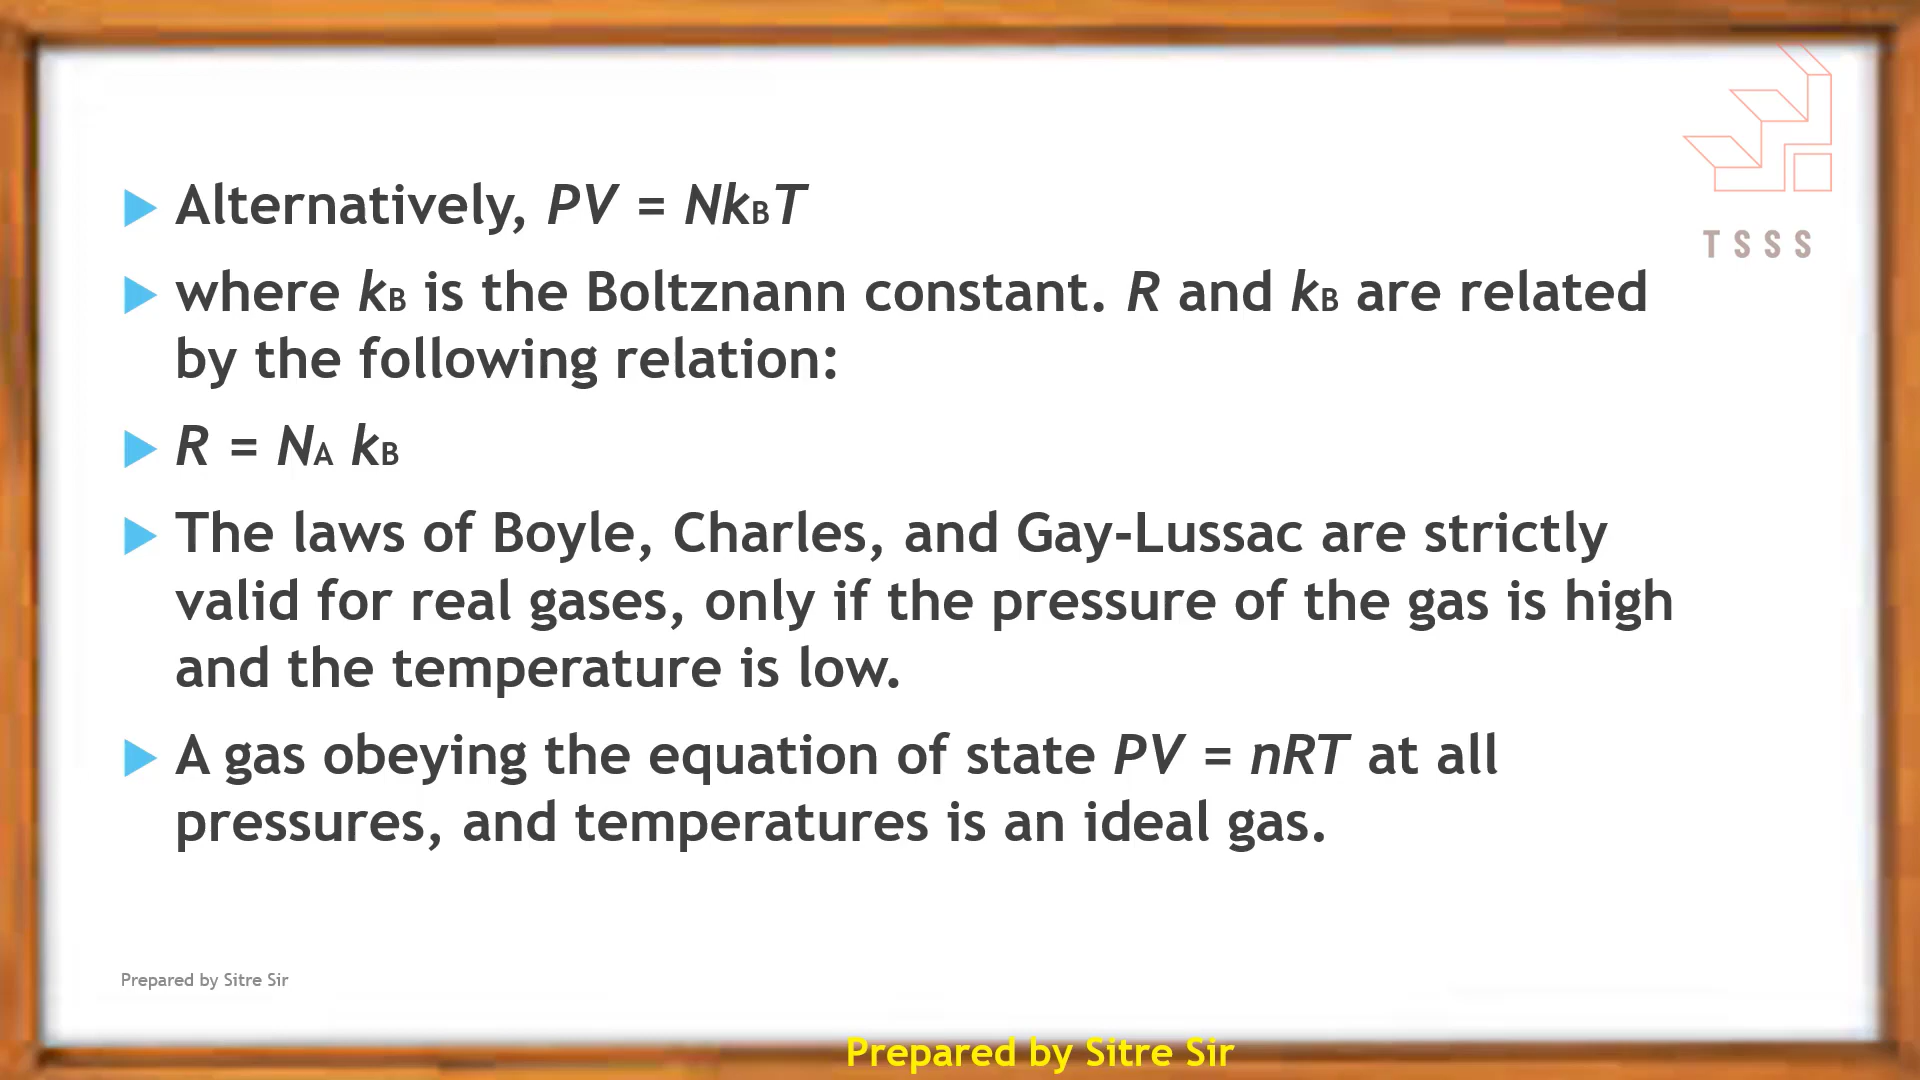 Alternatively, PV = NkBT
where kB is the Boltznann constant. R and kB are related
by the following relation:
R = NA kB
The laws of Boyle, Charles, and Gay-Lussac are strictly
valid for real gases, only if the pressure of the gas is high
and the temperature is low.
A gas obeying the equation of state PV = nRT at all
pressures, and temperatures is an ideal gas.
TSSS
Prepared by Sitre Sir
Prepared by Sitre Sir